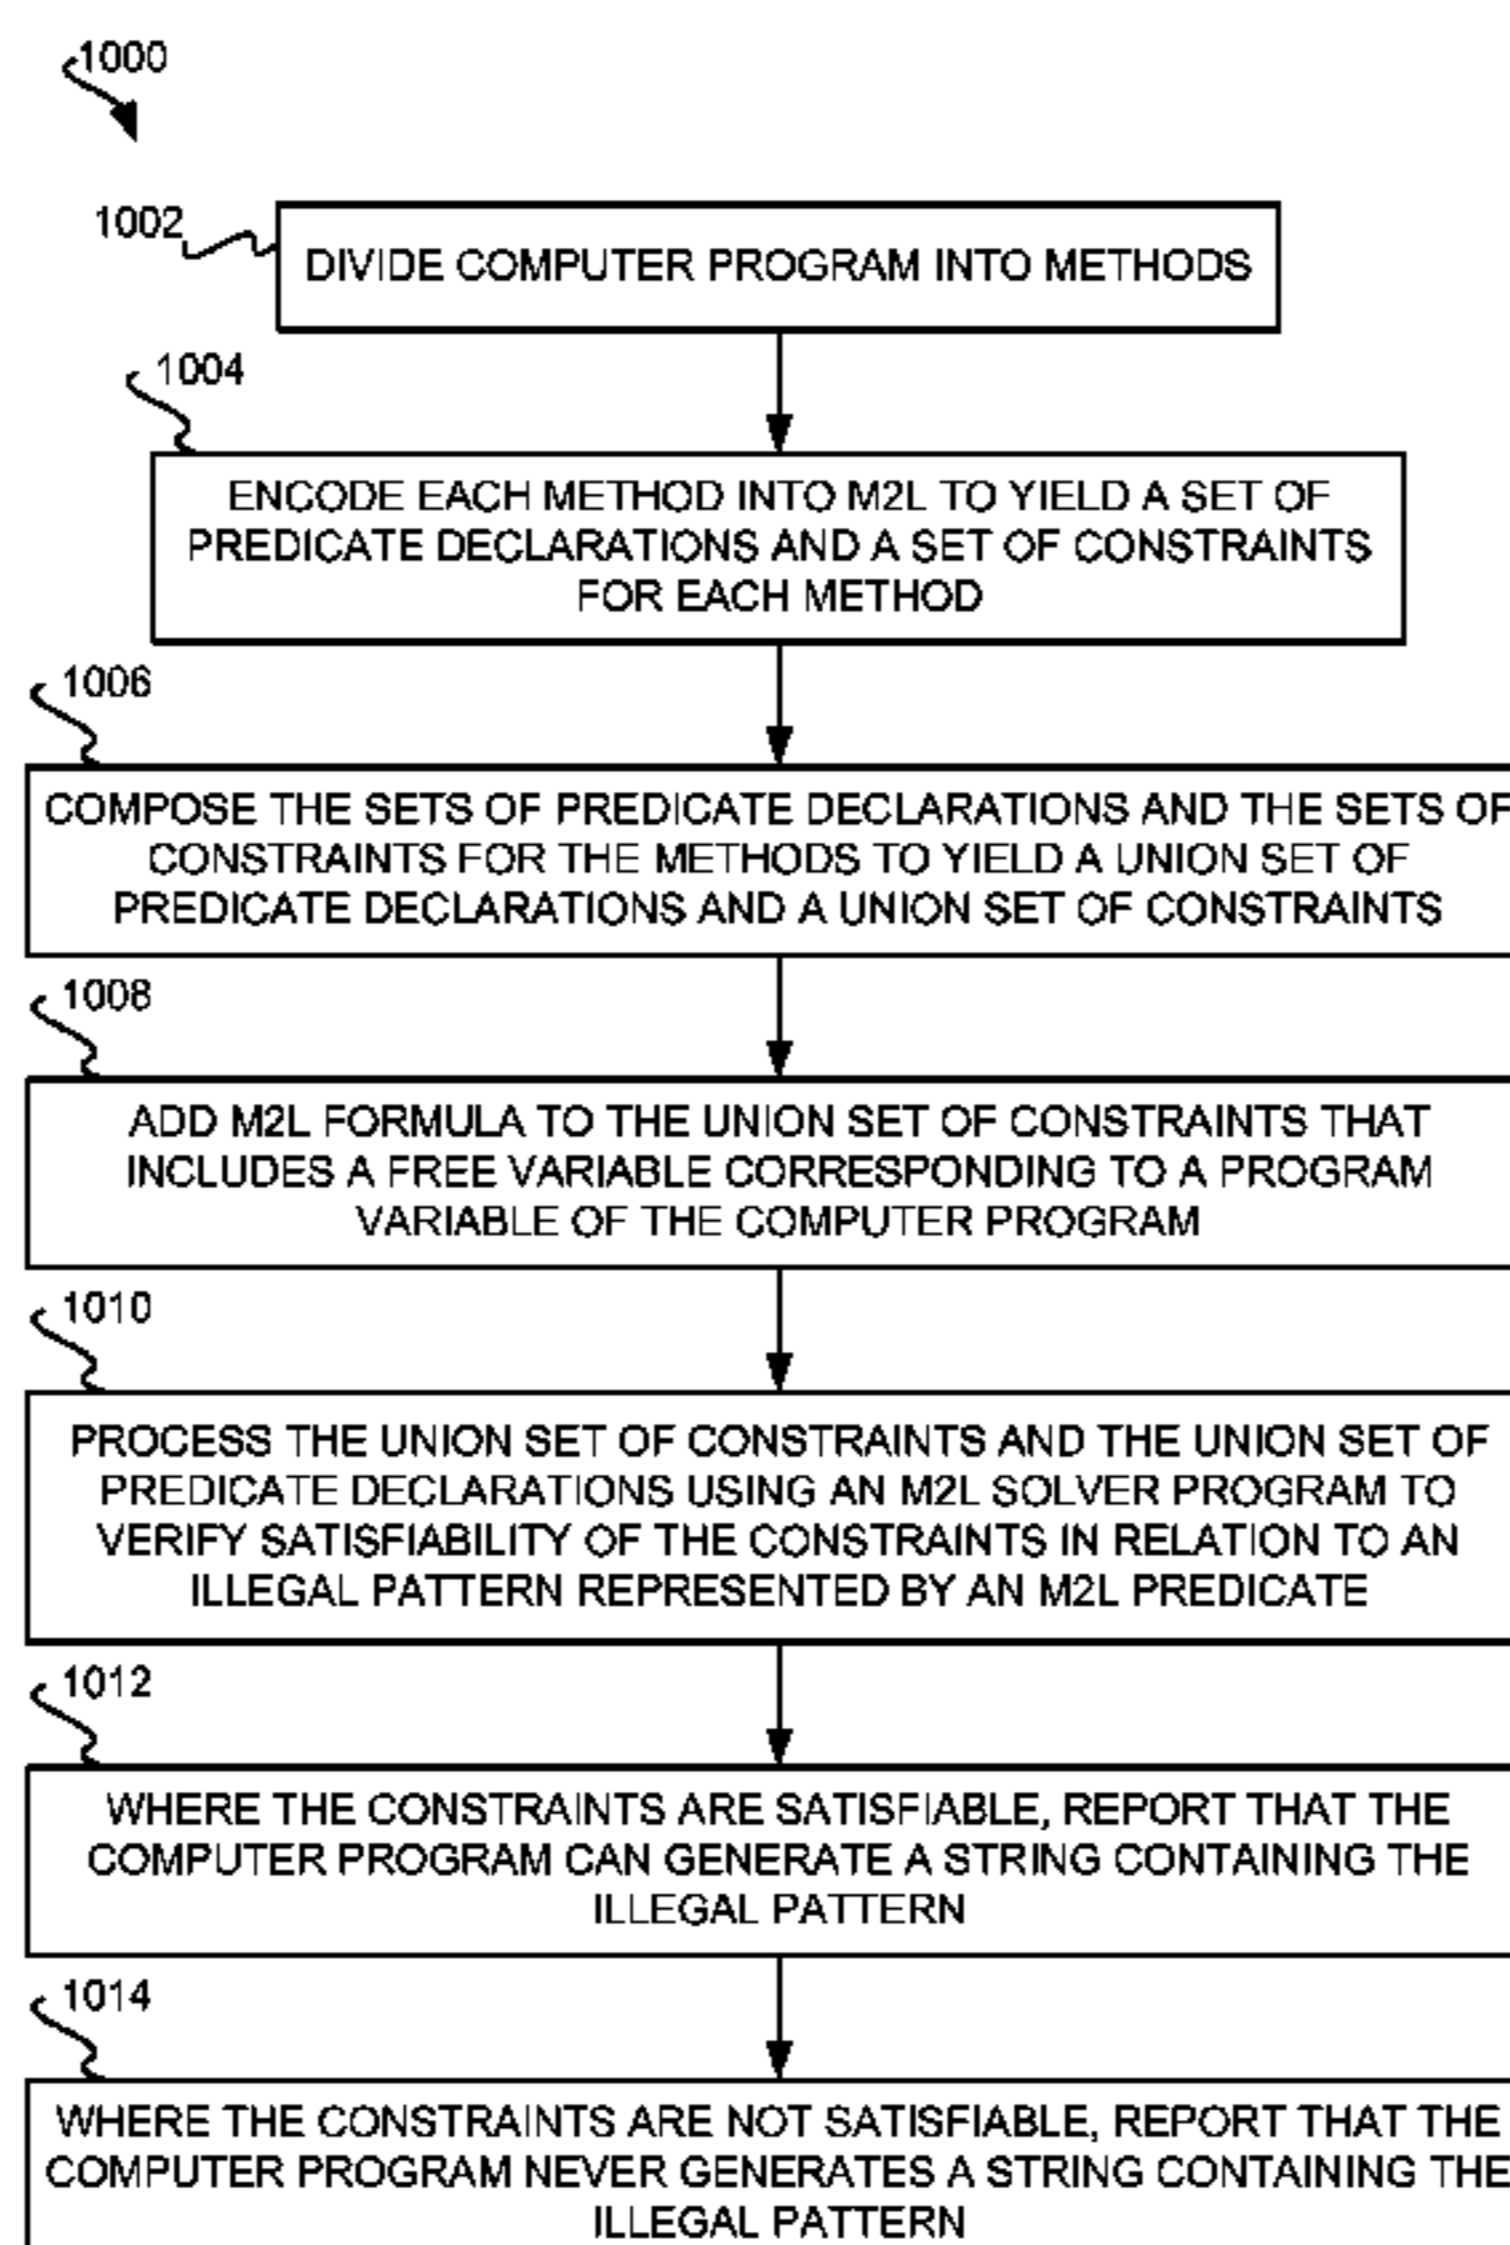 1000
1002
DIVIDE COMPUTER PROGRAM INTO METHODS
1004
ENCODE EACH METHOD INTO M2L TO YIELD A SET OF
PREDICATE DECLARATIONS AND A SET OF CONSTRAINTS
FOR EACH METHOD
1006
COMPOSE THE SETS OF PREDICATE DECLARATIONS AND THE SETS OF
CONSTRAINTS FOR THE METHODS TO YIELD A UNION SET OF
PREDICATE DECLARATIONS AND A UNION SET OF CONSTRAINTS
1008
ADD M2L FORMULA TO THE UNION SET OF CONSTRAINTS THAT
INCLUDES A FREE VARIABLE CORRESPONDING TO A PROGRAM
VARIABLE OF THE COMPUTER PROGRAM
1010
PROCESS THE UNION SET OF CONSTRAINTS AND THE UNION SET OF
PREDICATE DECLARATIONS USING AN M2L SOLVER PROGRAM TO
VERIFY SATISFIABILITY OF THE CONSTRAINTS IN RELATION TO AN
ILLEGAL PATTERN REPRESENTED BY AN M2L PREDICATE
1012
WHERE THE CONSTRAINTS ARE SATISFIABLE, REPORT THAT THE
COMPUTER PROGRAM CAN GENERATE A STRING CONTAINING THE
ILLEGAL PATTERN
1014
WHERE THE CONSTRAINTS ARE NOT SATISFIABLE, REPORT THAT THE
COMPUTER PROGRAM NEVER GENERATES A STRING CONTAINING THE
ILLEGAL PATTERN